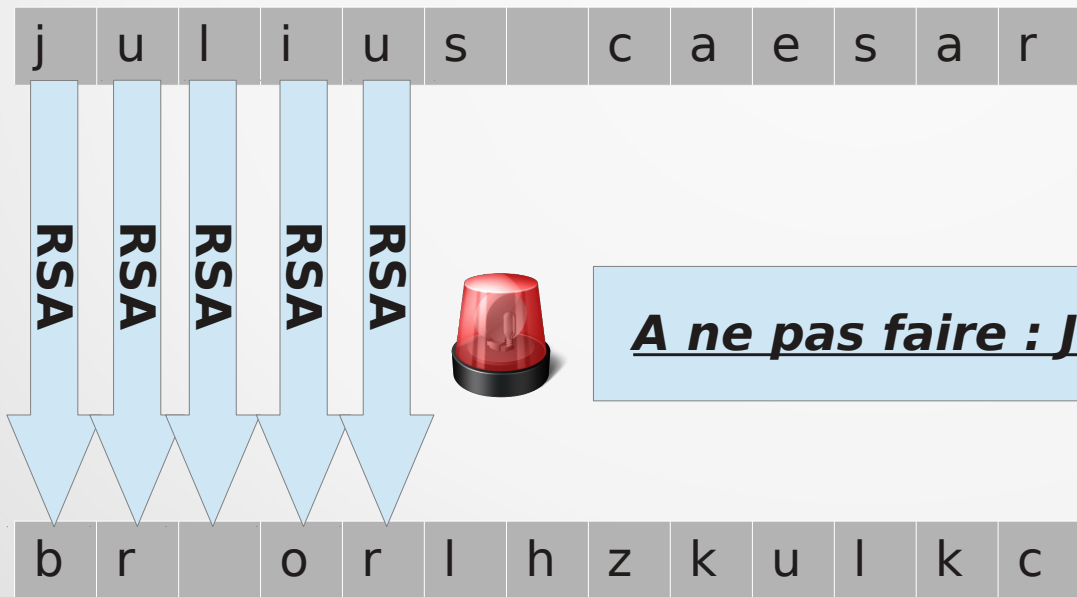 j u l i u s c a e s a r
RSA RSA RSA RSA RSA
A ne pas faire : J
b r o r l h z k u l k c